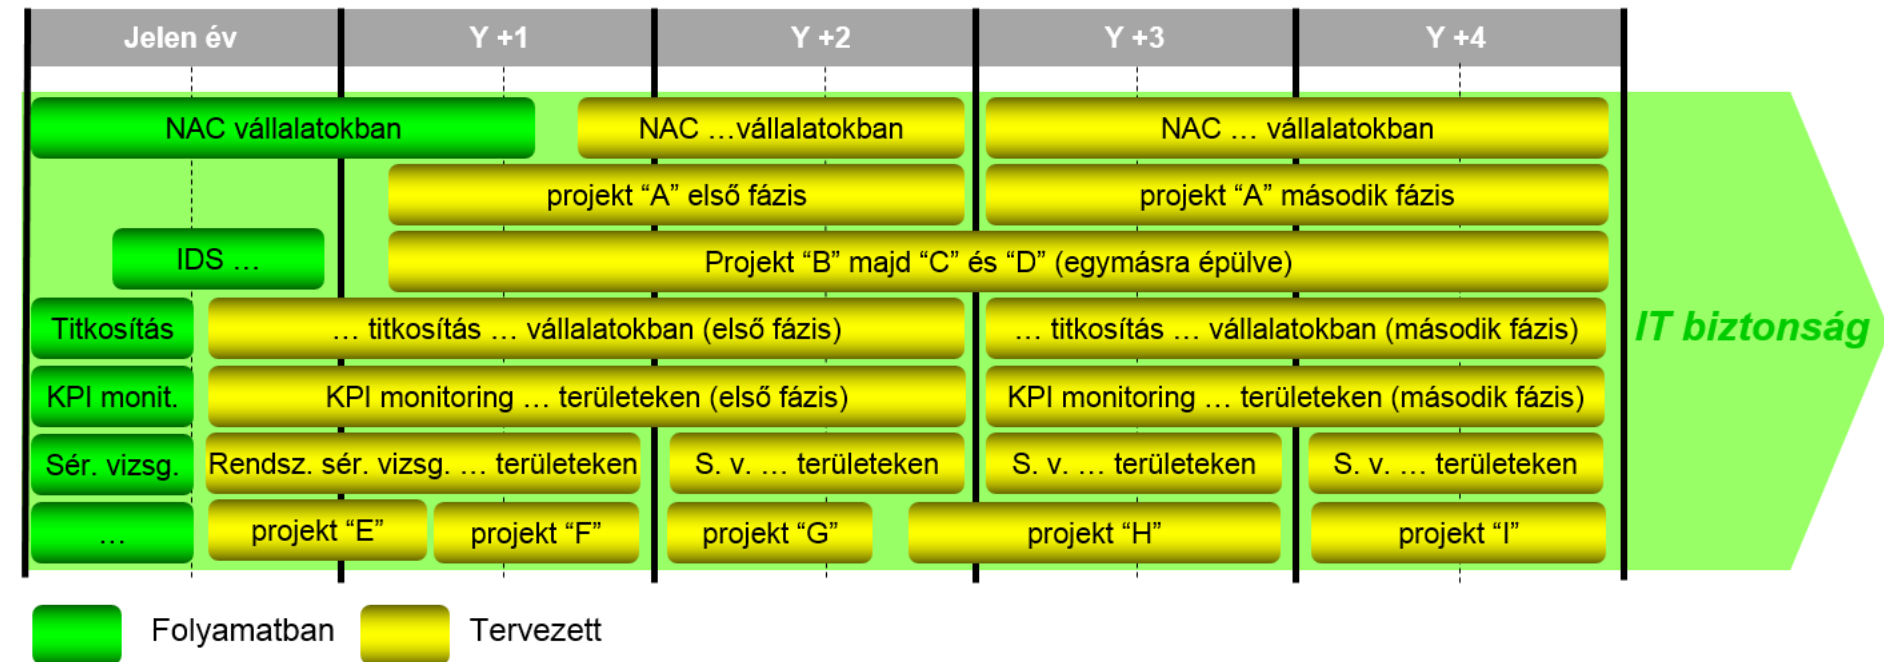 Jelen év
Y +1
Y +2
Y +3
Y +4
NAC vállalatokban
NAC …vállalatokban
NAC … vállalatokban
projekt “A” első fázis
projekt “A” második fázis
IDS …
Projekt “B” majd “C” és “D” (egymásra épülve)
Titkosítás
… titkosítás … vállalatokban (első fázis)
… titkosítás … vállalatokban (második fázis)
IT biztonság
KPI monit.
KPI monitoring … területeken (első fázis)
KPI monitoring … területeken (második fázis)
Sér. vizsg.
Rendsz. sér. vizsg. … területeken
S. v. … területeken
S. v. … területeken
S. v. … területeken
…
projekt “E”
projekt “F”
projekt “G”
projekt “H”
projekt “I”
Folyamatban
Tervezett